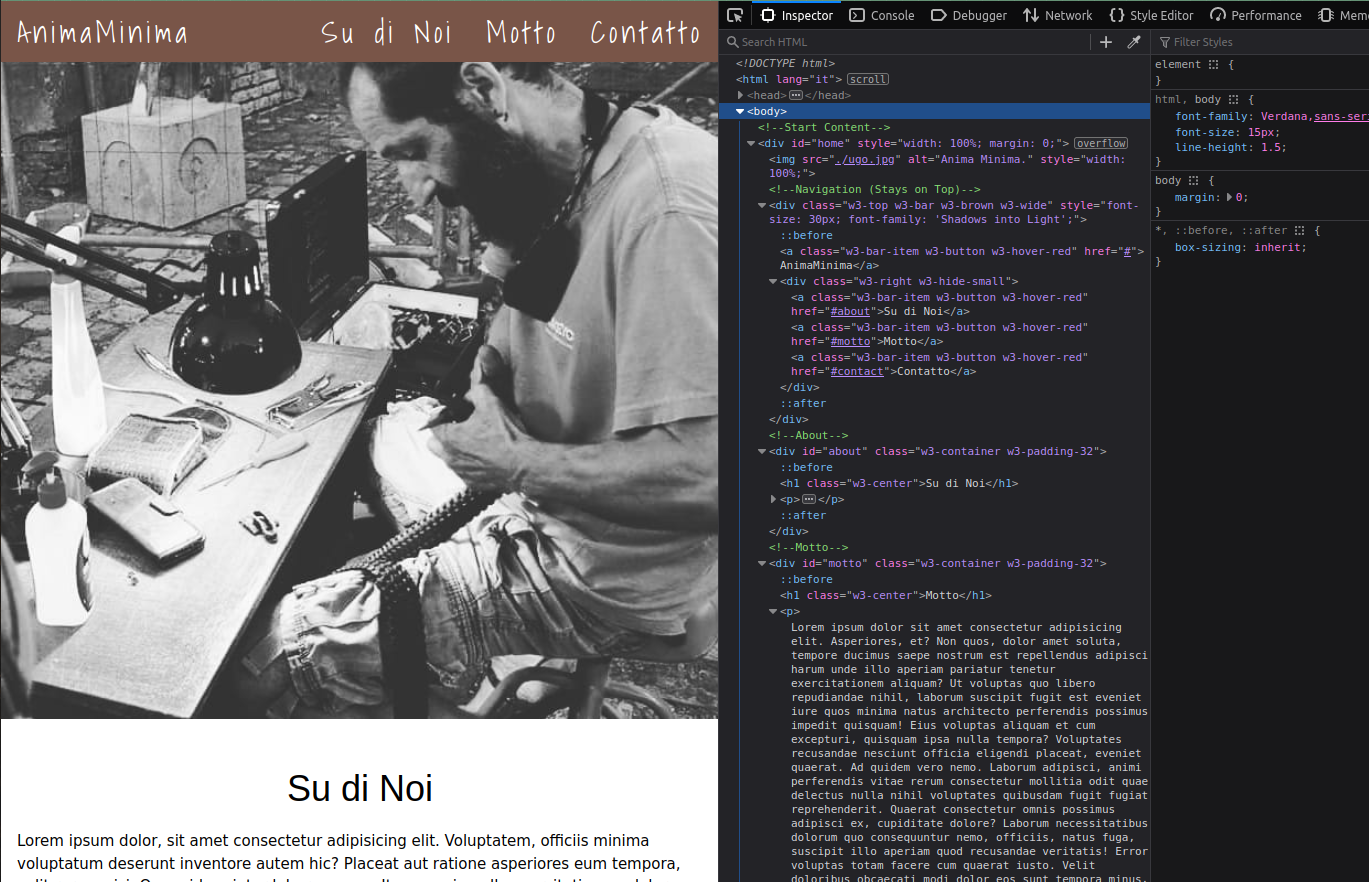 AnimaMinima Su di Noi Motto Contatto
Su di Noi
Lorem ipsum dolor, sit amet consectetur adipisicing elit. Voluptatem, officiis minima
voluptatum deserunt inventore autem hic? Placeat aut ratione asperiores eum tempora,
Inspector Console Debugger Network Style Editor Performance Mem
Search HTML
<!DOCTYPE html>
<html lang="it"> scroll
<head> </head>
<body>
<!--Start Content-->
<div id="home" style="width: 100%; margin: 0;"> overflow
<img src="./ugo.jpg" alt="Anima Minima." style="width:
100%;">
<!--Navigation (Stays on Top)-->
<div class="w3-top w3-bar w3-brown w3-wide" style="font-
size: 30px; font-family: 'Shadows into Light';">
::before
<a class="w3-bar-item w3-button w3-hover-red" href="#">
AnimaMinima</a>
<div class="w3-right w3-hide-small">
<a class="w3-bar-item w3-button w3-hover-red"
href="#about">Su di Noi</a>
<a class="w3-bar-item w3-button w3-hover-red"
href="#motto">Motto</a>
<a class="w3-bar-item w3-button w3-hover-red"
href="#contact">Contatto</a>
</div>
::after
</div>
<!--About-->
<div id="about" class="w3-container w3-padding-32">
::before
<h1 class="w3-center">Su di Noi</h1>
<p> </p>
::after
</div>
<!--Motto-->
<div id="motto" class="w3-container w3-padding-32">
::before
<h1 class="w3-center">Motto</h1>
<p>
Lorem ipsum dolor sit amet consectetur adipisicing
elit. Asperiores, et? Non quos, dolor amet soluta,
tempore ducimus saepe nostrum est repellendus adipisci
harum unde illo aperiam pariatur tenetur
exercitationem aliquam? Ut voluptas quo libero
repudiandae nihil, laborum suscipit fugit est eveniet
iure quos minima natus architecto perferendis possimus
impedit quisquam! Eius voluptas aliquam et cum
excepturi, quisquam ipsa nulla tempora? Voluptates
recusandae nesciunt officia eligendi placeat, eveniet
quaerat. Ad quidem vero nemo. Laborum adipisci, animi
perferendis vitae rerum consectetur mollitia odit quae
delectus nulla nihil voluptates quibusdam fugit fugiat
reprehenderit. Quaerat consectetur omnis possimus
adipisci ex, cupiditate dolore? Laborum necessitatibus
dolorum quo consequuntur nemo, officiis, natus fuga,
suscipit illo aperiam quod recusandae veritatis! Error
voluptas totam facere cum quaerat iusto. Velit
doloribus obcaecati modi dolor eos sunt tempora minus.
Filter Styles
element {
}
html, body {
font-family: Verdana,sans-seri
font-size: 15px;
line-height: 1.5;
}
body {
margin: 0;
}
*, ::before, ::after {
box-sizing: inherit;
}